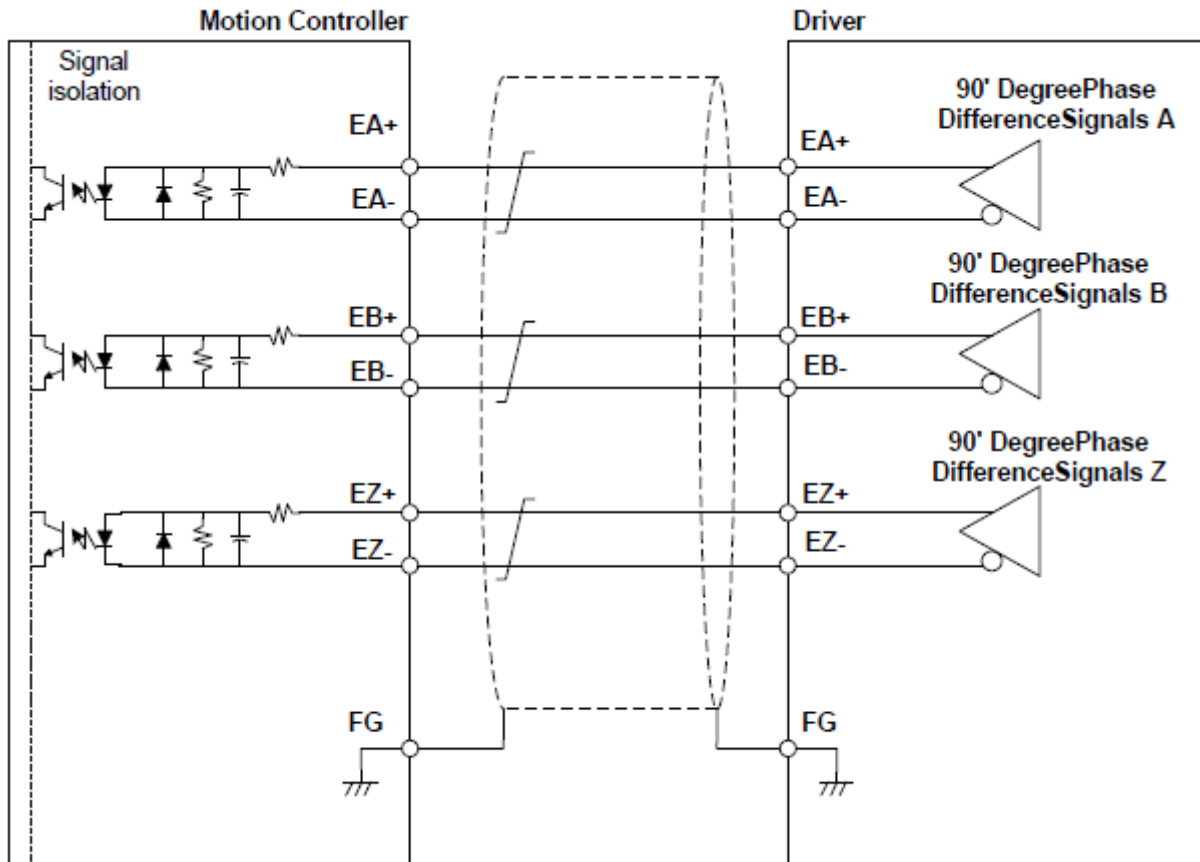 Motion Controller
Driver
Signal
isolation
90' DegreePhase
DifferenceSignals A
EA+
EA+
EA-
EA-
90' DegreePhase
DifferenceSignals B
EB+
EB+
EB-
EB-
90' DegreePhase
DifferenceSignals Z
EZ+
EZ+
EZ-
EZ-
FG
FG